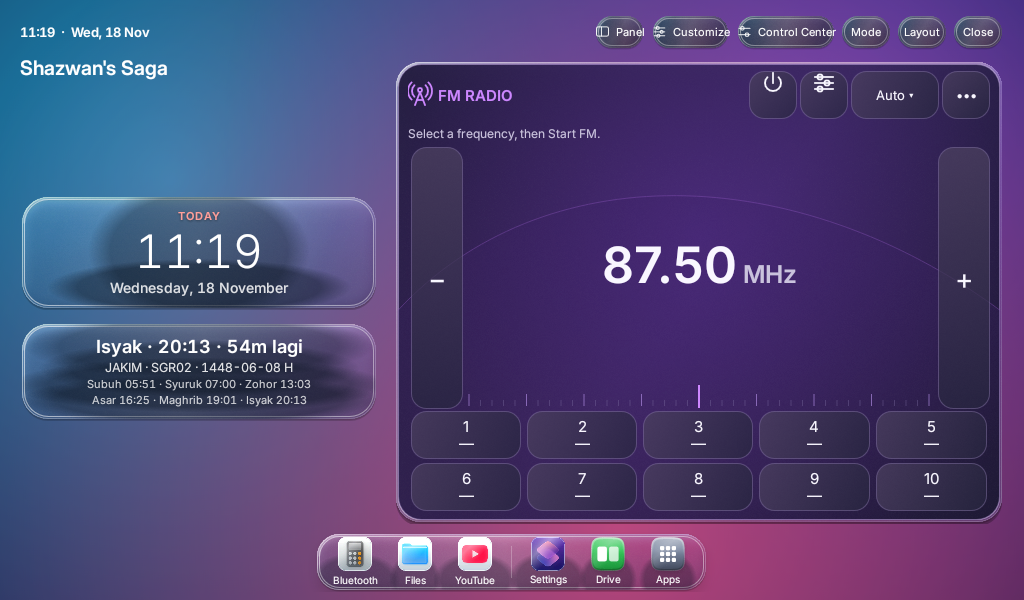 11:19 · Wed, 18 Nov
Panel
Customize
Control Center
Mode
Layout
Close
Shazwan's Saga
FM RADIO
Auto ▾
•••
Select a frequency, then Start FM.
TODAY
11:19
Wednesday, 18 November
Isyak · 20:13 · 54m lagi
JAKIM · SGR02 · 1448-06-08 H
Subuh 05:51 · Syuruk 07:00 · Zohor 13:03
Asar 16:25 · Maghrib 19:01 · Isyak 20:13
−
87.50 MHz
+
1
—
2
—
3
—
4
—
5
—
6
—
7
—
8
—
9
—
10
—
Bluetooth
Files
YouTube
Settings
Drive
Apps